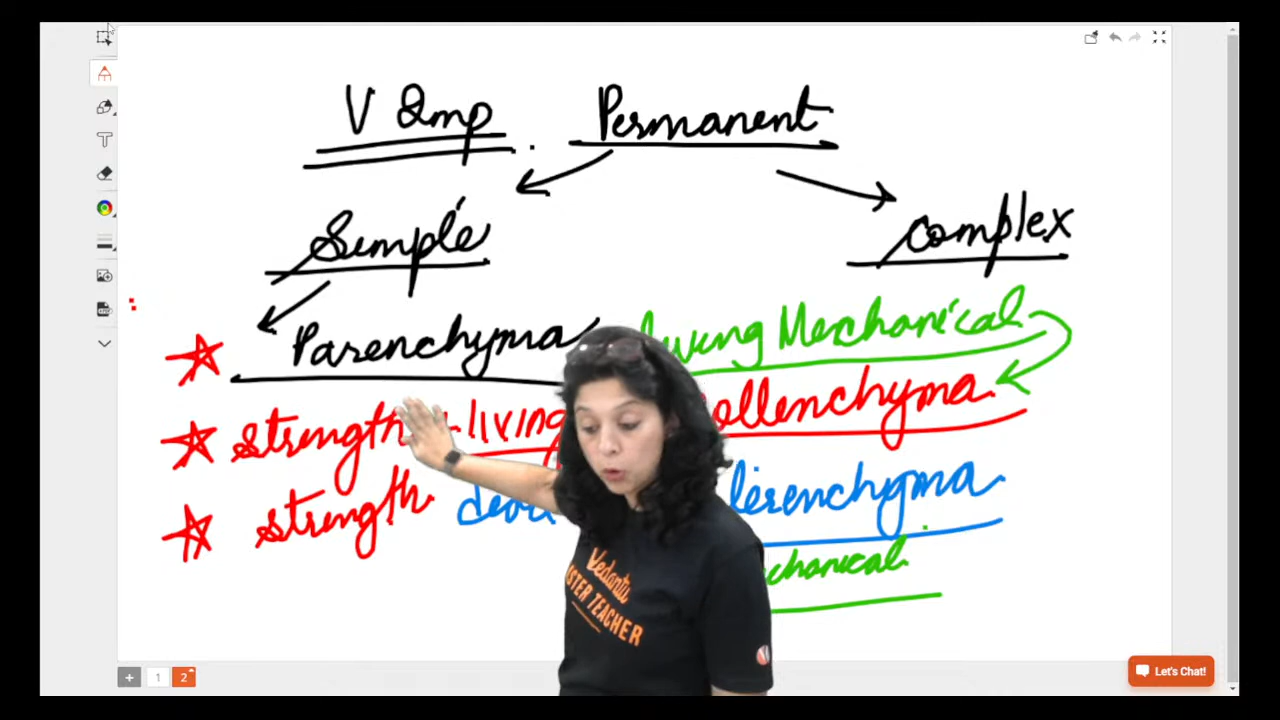 V Imp. Permanent
Simple complex
Parenchyma living Mechanical
strength - living Collenchyma
strength dead
mechanical
Vedantu
MASTER TEACHER
1 2
Let's Chat!